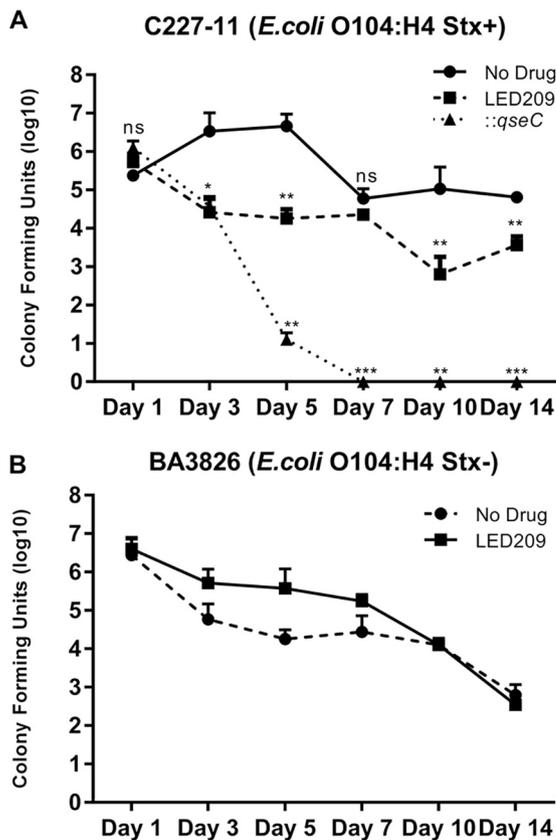 A
C227-11 (E.coli O104:H4 Stx+)
Colony Forming Units (log10)
8
7
6
5
4
3
2
1
0
No Drug
LED209
::qseC
ns
*
**
**
ns
***
**
**
**
***
Day 1 Day 3 Day 5 Day 7 Day 10 Day 14
B
BA3826 (E.coli O104:H4 Stx-)
Colony Forming Units (log10)
8
7
6
5
4
3
2
1
0
No Drug
LED209
Day 1 Day 3 Day 5 Day 7 Day 10 Day 14